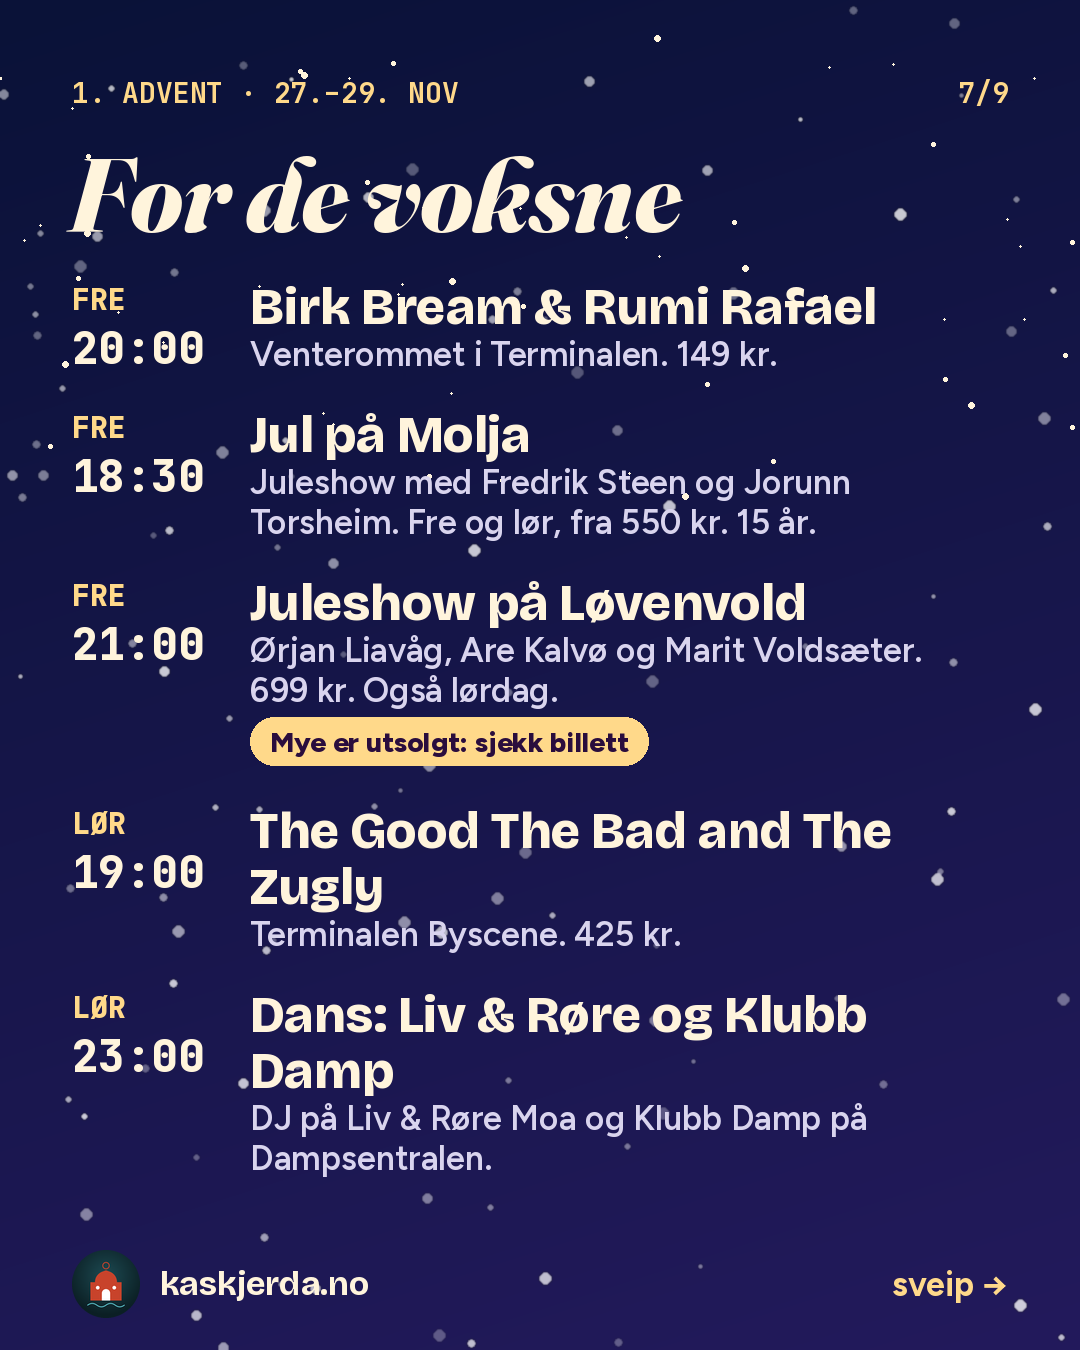 1. ADVENT · 27.–29. NOV
7/9
For de voksne
FRE
20:00
Birk Bream & Rumi Rafael
Venterommet i Terminalen. 149 kr.
FRE
18:30
Jul på Molja
Juleshow med Fredrik Steen og Jorunn
Torsheim. Fre og lør, fra 550 kr. 15 år.
FRE
21:00
Juleshow på Løvenvold
Ørjan Liavåg, Are Kalvø og Marit Voldsæter.
699 kr. Også lørdag.
Mye er utsolgt: sjekk billett
LØR
19:00
The Good The Bad and The
Zugly
Terminalen Byscene. 425 kr.
LØR
23:00
Dans: Liv & Røre og Klubb
Damp
DJ på Liv & Røre Moa og Klubb Damp på
Dampsentralen.
kaskjerda.no
sveip →